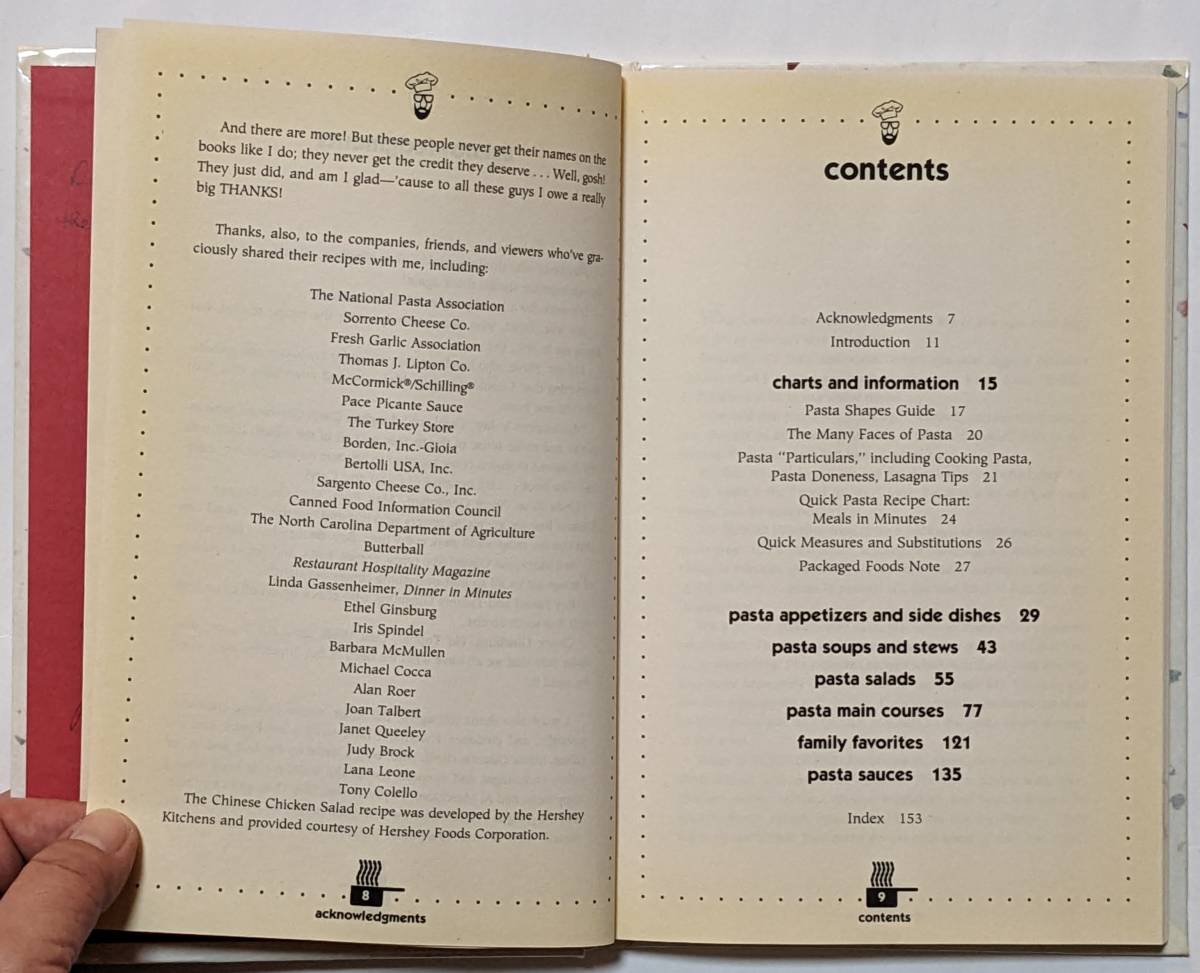 And there are more! But these people never get their names on the
books like I do; they never get the credit they deserve . . . Well, gosh!
They just did, and am I glad—'cause to all these guys I owe a really
big THANKS!
Thanks, also, to the companies, friends, and viewers who've gra-
ciously shared their recipes with me, including:
The National Pasta Association
Sorrento Cheese Co.
Fresh Garlic Association
Thomas J. Lipton Co.
McCormick®/Schilling®
Pace Picante Sauce
The Turkey Store
Borden, Inc.-Gioia
Bertolli USA, Inc.
Sargento Cheese Co., Inc.
Canned Food Information Council
The North Carolina Department of Agriculture
Butterball
Restaurant Hospitality Magazine
Linda Gassenheimer, Dinner in Minutes
Ethel Ginsburg
Iris Spindel
Barbara McMullen
Michael Cocca
Alan Roer
Joan Talbert
Janet Queeley
Judy Brock
Lana Leone
Tony Colello
The Chinese Chicken Salad recipe was developed by the Hershey
Kitchens and provided courtesy of Hershey Foods Corporation.
8
acknowledgments
contents
Acknowledgments 7
Introduction 11
charts and information 15
Pasta Shapes Guide 17
The Many Faces of Pasta 20
Pasta "Particulars," including Cooking Pasta,
Pasta Doneness, Lasagna Tips 21
Quick Pasta Recipe Chart:
Meals in Minutes 24
Quick Measures and Substitutions 26
Packaged Foods Note 27
pasta appetizers and side dishes 29
pasta soups and stews 43
pasta salads 55
pasta main courses 77
family favorites 121
pasta sauces 135
Index 153
9
contents